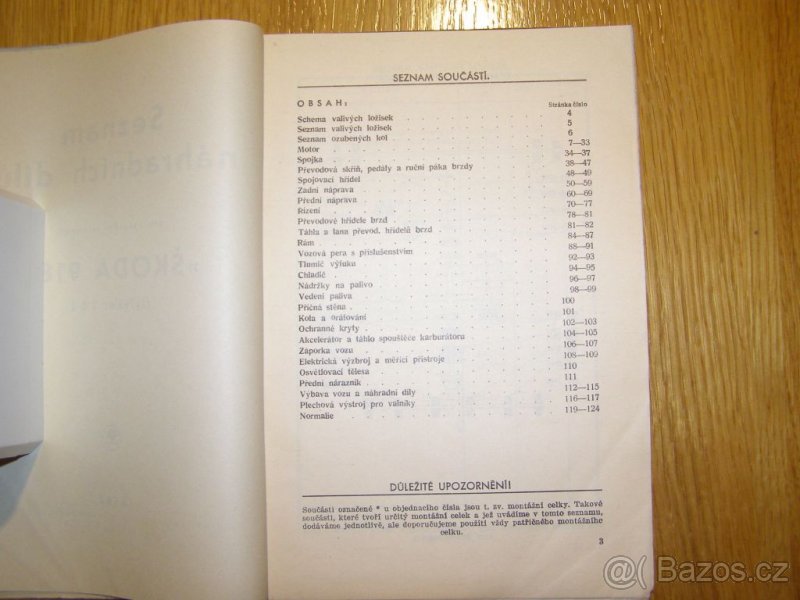 »ŠKODA
SEZNAM SOUČÁSTÍ.
OBSAH: Stránka číslo
Schema valivých ložisek 4
Seznam valivých ložisek 5
Seznam ozubených kol 6
Motor 7—33
Spojka 34—37
Převodová skříň, pedály a ruční páka brzdy 38—47
Spojovací hřídel 48—49
Zadní náprava 50—59
Přední náprava 60—69
Řízení 70—77
Převodové hřídele brzd 78—81
Táhla a lana převod. hřídelů brzd 81—82
Rám 84—87
Vozová pera s příslušenstvím 88—91
Tlumič výfuku 92—93
Chladič 94—95
Nádržky na palivo 96—97
Vedení paliva 98—99
Příčná stěna 100
Kola a obřování 101
Ochranné kryty 102—103
Akcelerátor a táhlo spouštěče karburátoru 104—105
Záporka vozu 106—107
Elektrická výzbroj a měřicí přístroje 108—109
Osvětlovací tělesa 110
Přední nárazník 111
Výbava vozu a náhradní díly 112—115
Plechová výstroj pro valníky 116—117
Normalie 119—124
DŮLEŽITÉ UPOZORNĚNÍ!
Součásti označené * u objednacího čísla jsou t. zv. montážní celky. Takové
součásti, které tvoří určitý montážní celek a jež uvádíme v tomto seznamu,
dodáváme jednotlivě, ale doporučujeme použití vždy patřičného montážního
celku.
3
@( Bazos.cz